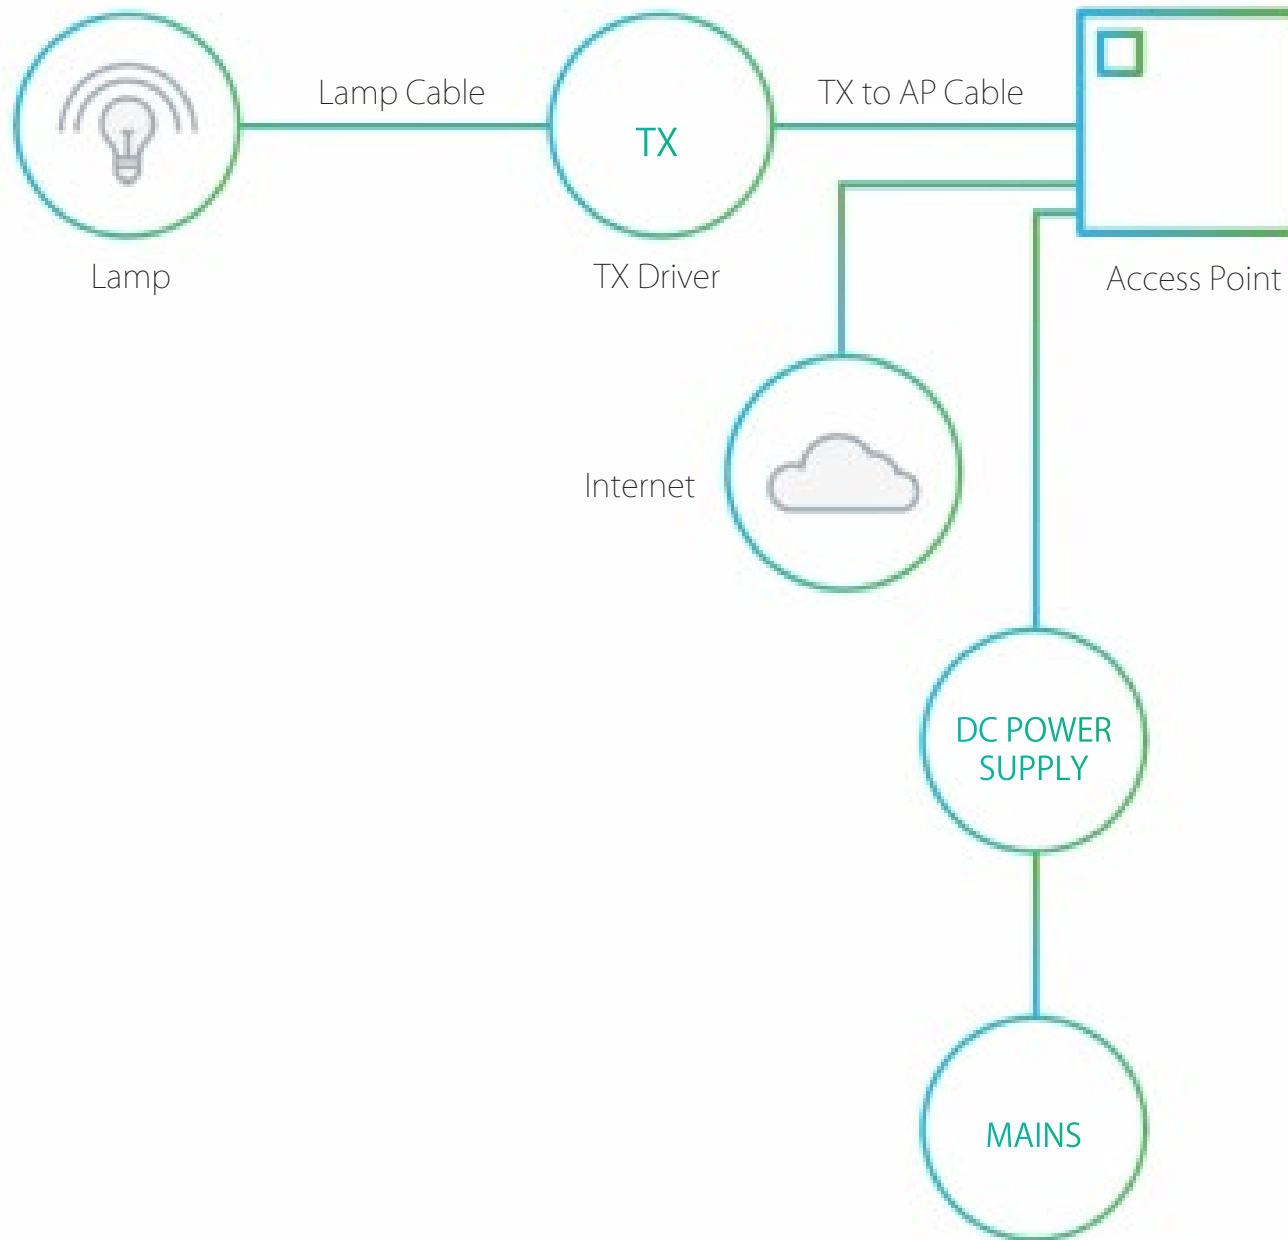 Lamp Cable
TX to AP Cable
TX
Lamp
TX Driver
Access Point
Internet
DC POWER
SUPPLY
MAINS